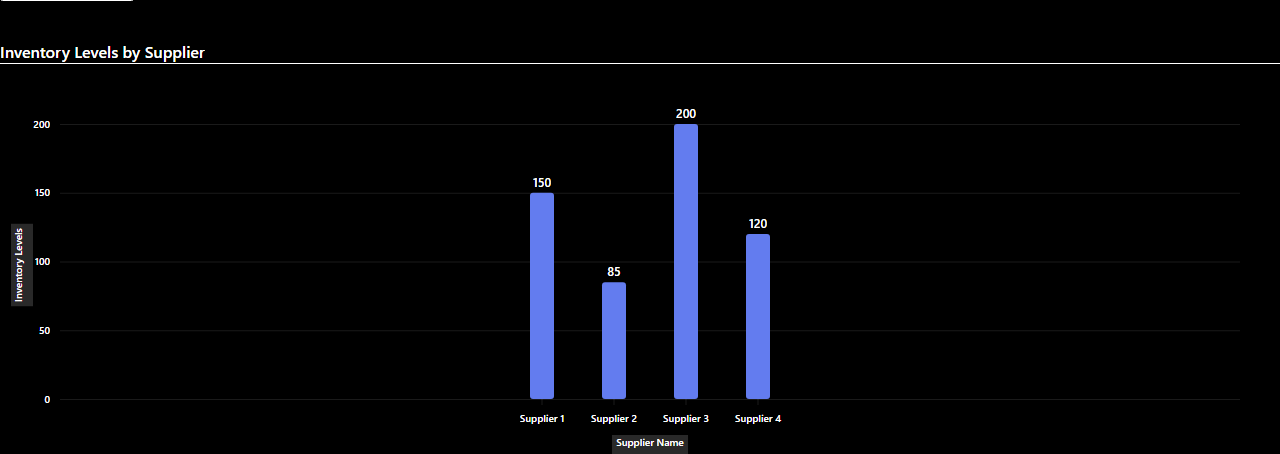 Inventory Levels by Supplier
200
150
100
50
0
Inventory Levels
150
85
200
120
Supplier 1
Supplier 2
Supplier 3
Supplier 4
Supplier Name